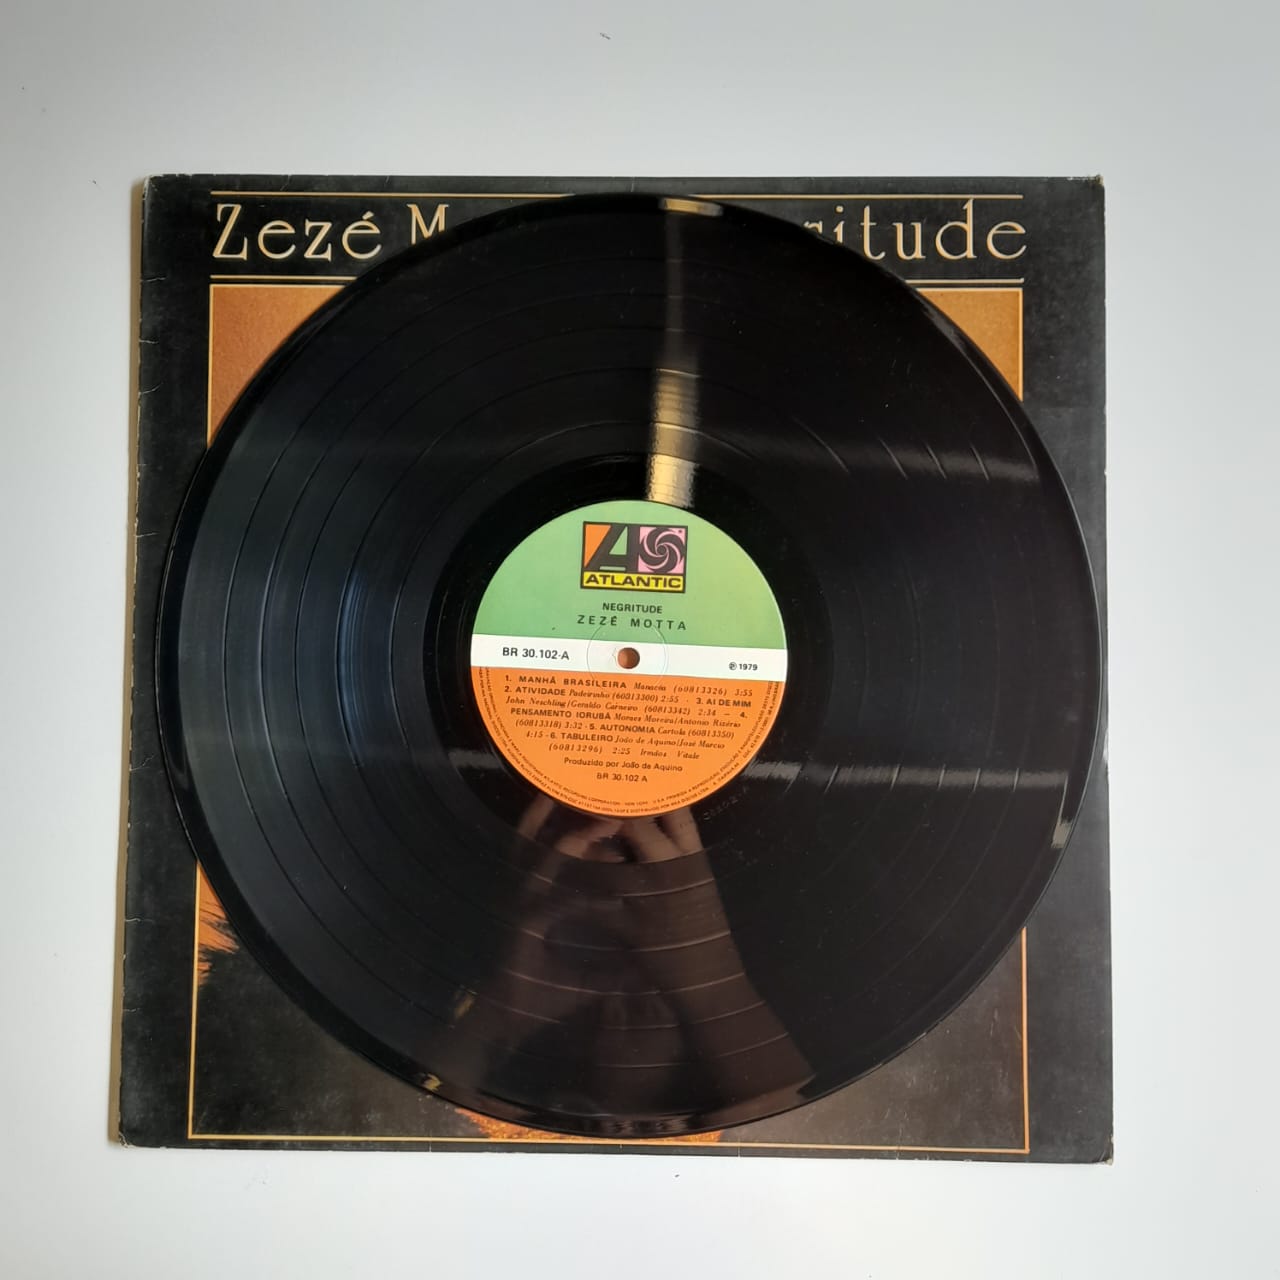 Zezé M
ritude
ATLANTIC
NEGRITUDE
ZEZÉ MOTTA
BR 30.102-A
℗ 1979
1. MANHÃ BRASILEIRA Manacéa (60813326) 3:55
2. ATIVIDADE Padeirinho (60813300) 2:55 - 3. AI DE MIM
John Neschling/Geraldo Carneiro (60813342) 2:34 - 4.
PENSAMENTO IORUBÁ Moraes Moreira/Antonio Rizério
(60813318) 3:32 - 5. AUTONOMIA Cartola (60813350)
4:15 - 6. TABULEIRO João de Aquino/José Marcio
(60813296) 2:25 Irmãos Vitale
Produzido por João de Aquino
BR 30.102 A